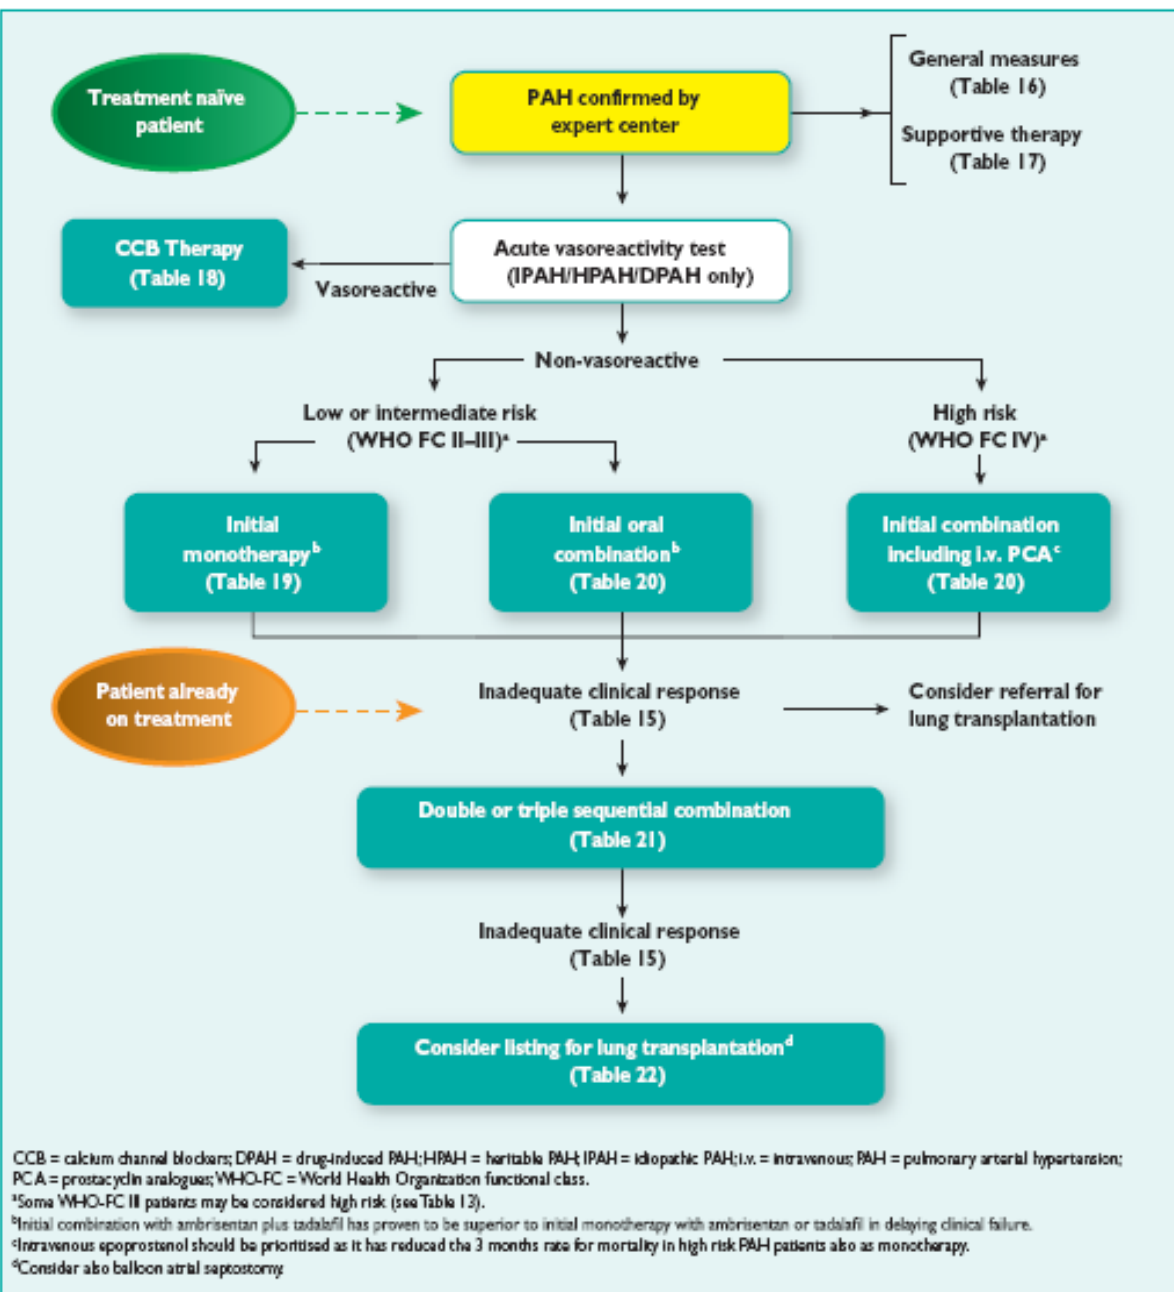 Treatment naïve
patient
PAH confirmed by
expert center
General measures
(Table 16)
Supportive therapy
(Table 17)
CCB Therapy
(Table 18)
Vasoreactive
Acute vasoreactivity test
(IPAH/HPAH/DPAH only)
Non-vasoreactive
Low or intermediate risk
(WHO FC II–III)ᵃ
High risk
(WHO FC IV)ᵃ
Initial
monotherapyᵇ
(Table 19)
Initial oral
combinationᵇ
(Table 20)
Initial combination
including i.v. PCAᶜ
(Table 20)
Patient already
on treatment
Inadequate clinical response
(Table 15)
Consider referral for
lung transplantation
Double or triple sequential combination
(Table 21)
Inadequate clinical response
(Table 15)
Consider listing for lung transplantationᵈ
(Table 22)
CCB = calcium channel blockers; DPAH = drug-induced PAH; HPAH = heritable PAH; IPAH = idiopathic PAH; i.v. = intravenous; PAH = pulmonary arterial hypertension;
PCA = prostacyclin analogues; WHO-FC = World Health Organization functional class.
ᵃSome WHO-FC III patients may be considered high risk (see Table 13).
ᵇInitial combination with ambrisentan plus tadalafil has proven to be superior to initial monotherapy with ambrisentan or tadalafil in delaying clinical failure.
ᶜIntravenous epoprostenol should be prioritised as it has reduced the 3 months rate for mortality in high risk PAH patients also as monotherapy.
ᵈConsider also balloon atrial septostomy.